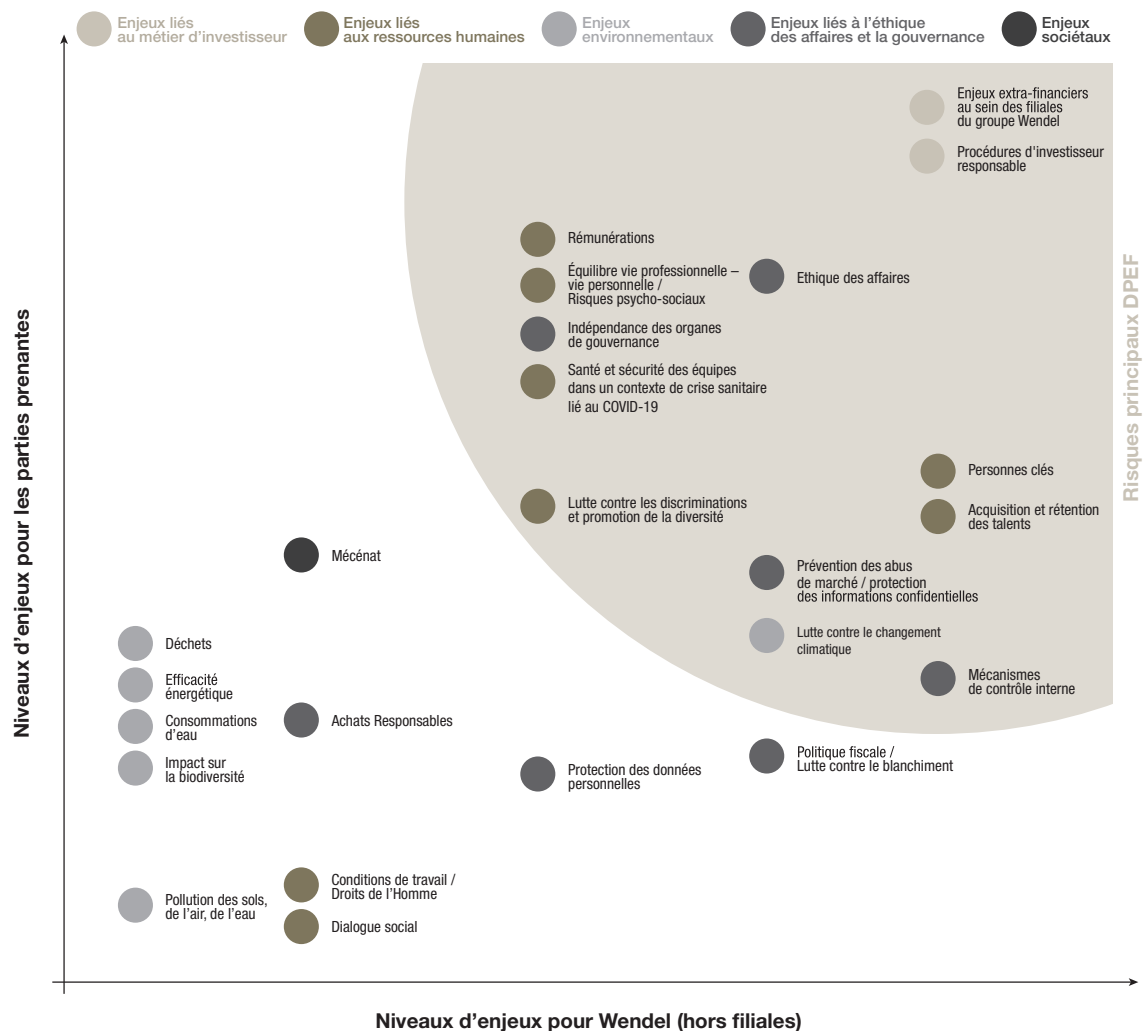 Enjeux liés
au métier d'investisseur
Enjeux liés
aux ressources humaines
Enjeux
environnementaux
Enjeux liés à l'éthique
des affaires et la gouvernance
Enjeux
sociétaux
Enjeux extra-financiers
au sein des filiales
du groupe Wendel
Procédures d'investisseur
responsable
Rémunérations
Équilibre vie professionnelle –
vie personnelle /
Risques psycho-sociaux
Ethique des affaires
Indépendance des organes
de gouvernance
Santé et sécurité des équipes
dans un contexte de crise sanitaire
lié au COVID-19
Personnes clés
Lutte contre les discriminations
et promotion de la diversité
Acquisition et rétention
des talents
Mécénat
Prévention des abus
de marché / protection
des informations confidentielles
Déchets
Lutte contre le changement
climatique
Efficacité
énergétique
Mécanismes
de contrôle interne
Consommations
d'eau
Achats Responsables
Impact sur
la biodiversité
Protection des données
personnelles
Politique fiscale /
Lutte contre le blanchiment
Pollution des sols,
de l'air, de l'eau
Conditions de travail /
Droits de l'Homme
Dialogue social
Niveaux d'enjeu pour les parties prenantes
Risques principaux DPEF
Niveaux d'enjeux pour Wendel (hors filiales)